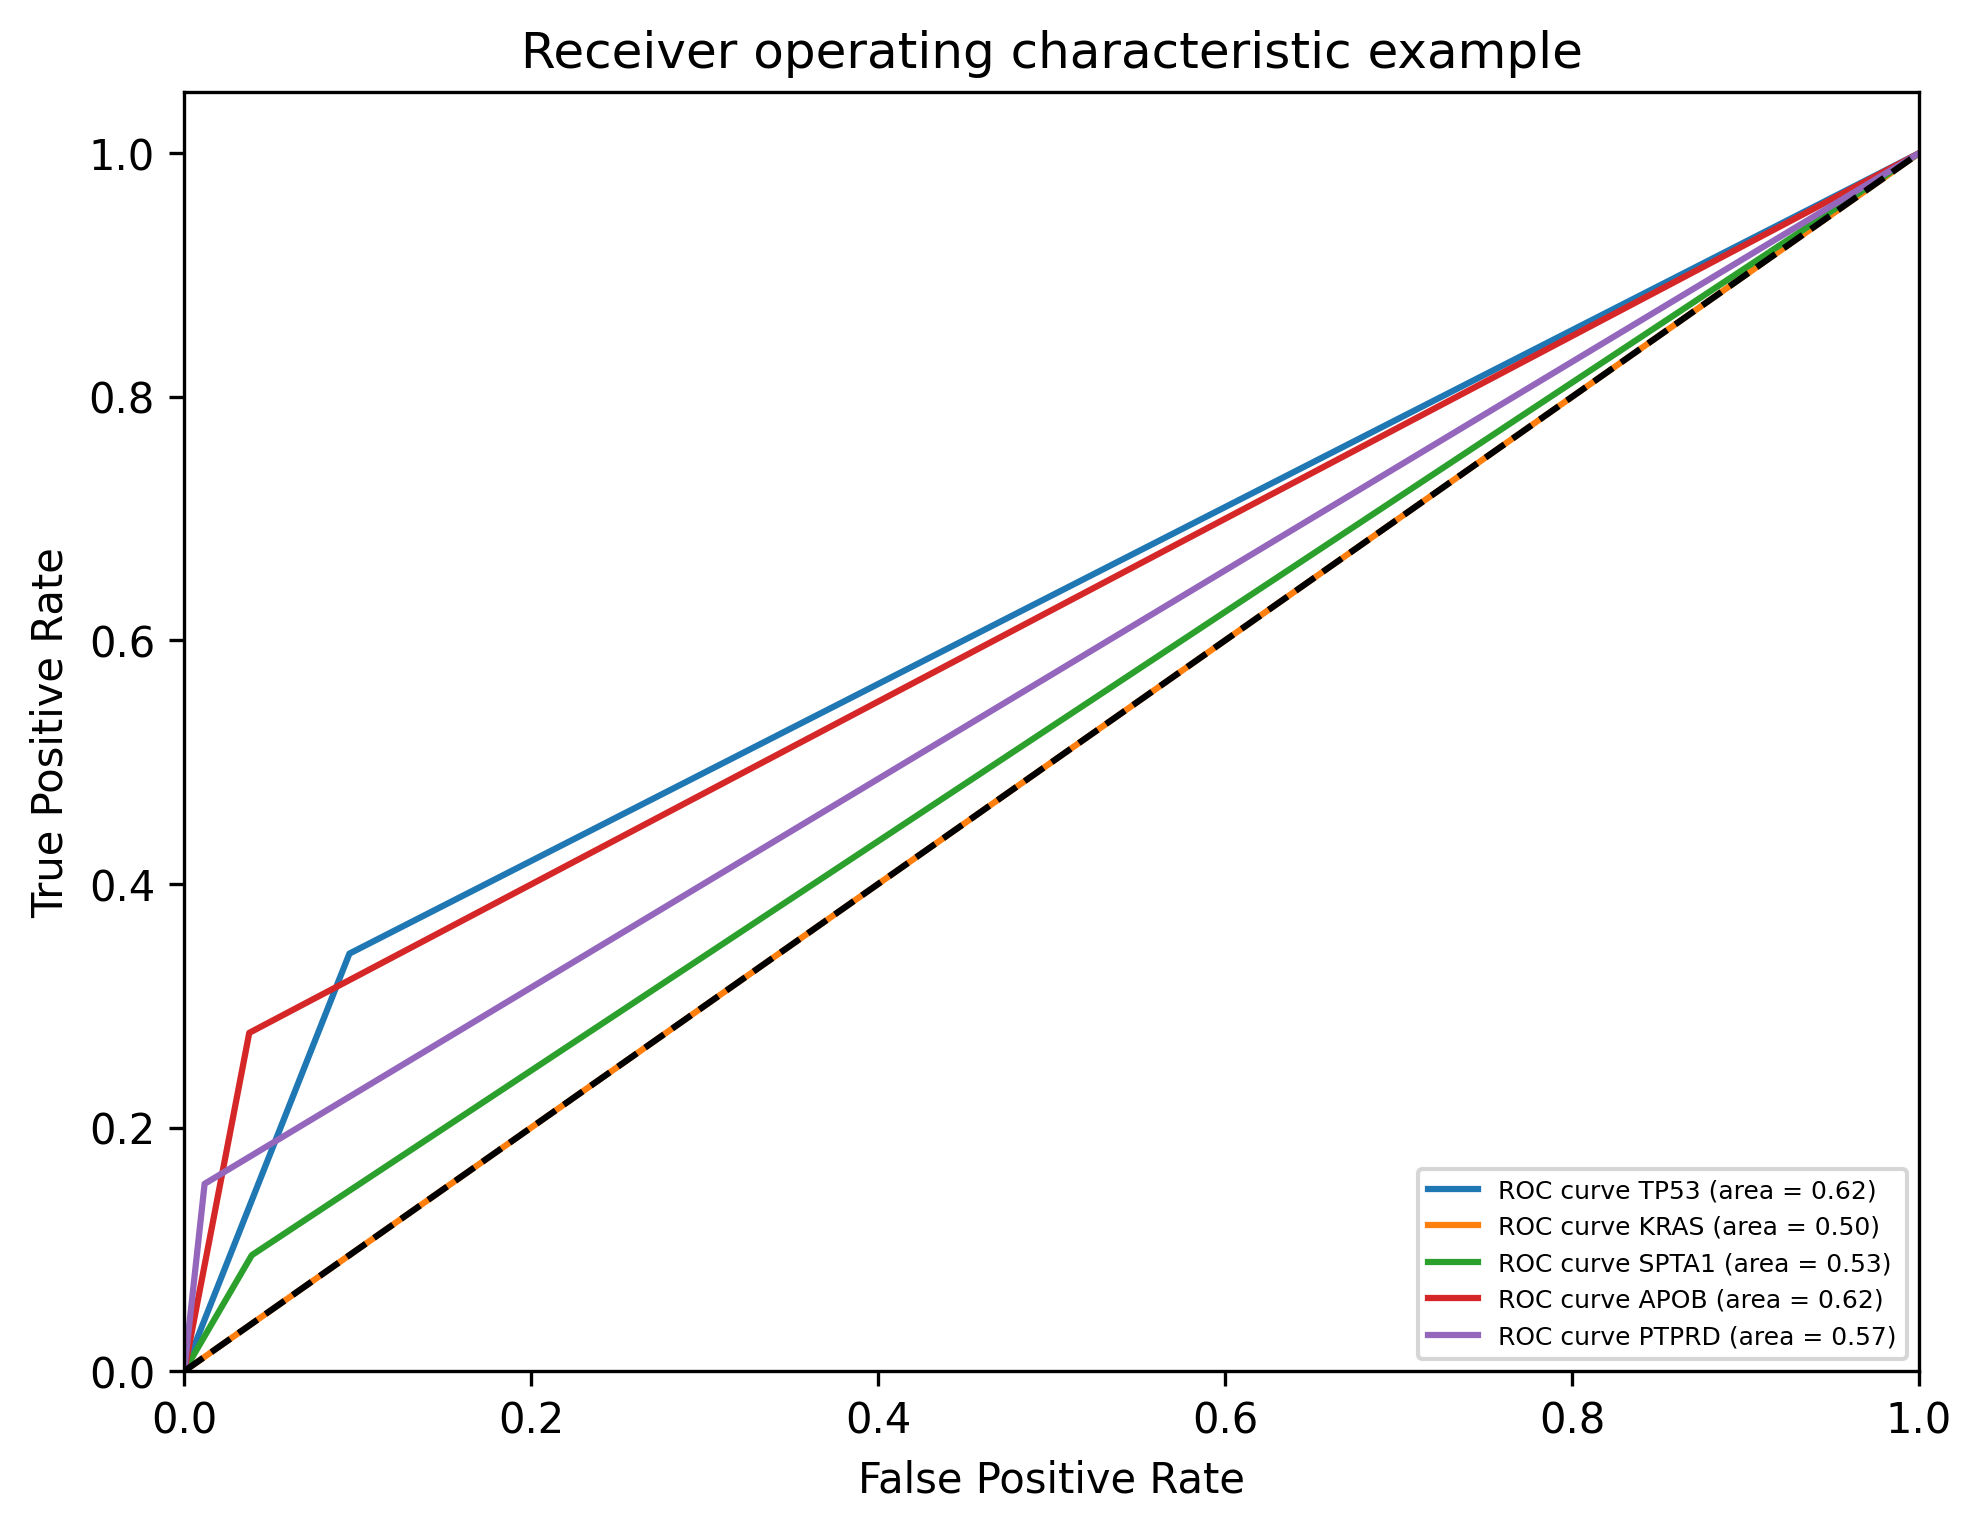 Receiver operating characteristic example
1.0
0.8
0.6
0.4
0.2
0.0
True Positive Rate
0.0 0.2 0.4 0.6 0.8 1.0
False Positive Rate
ROC curve TP53 (area = 0.62)
ROC curve KRAS (area = 0.50)
ROC curve SPTA1 (area = 0.53)
ROC curve APOB (area = 0.62)
ROC curve PTPRD (area = 0.57)